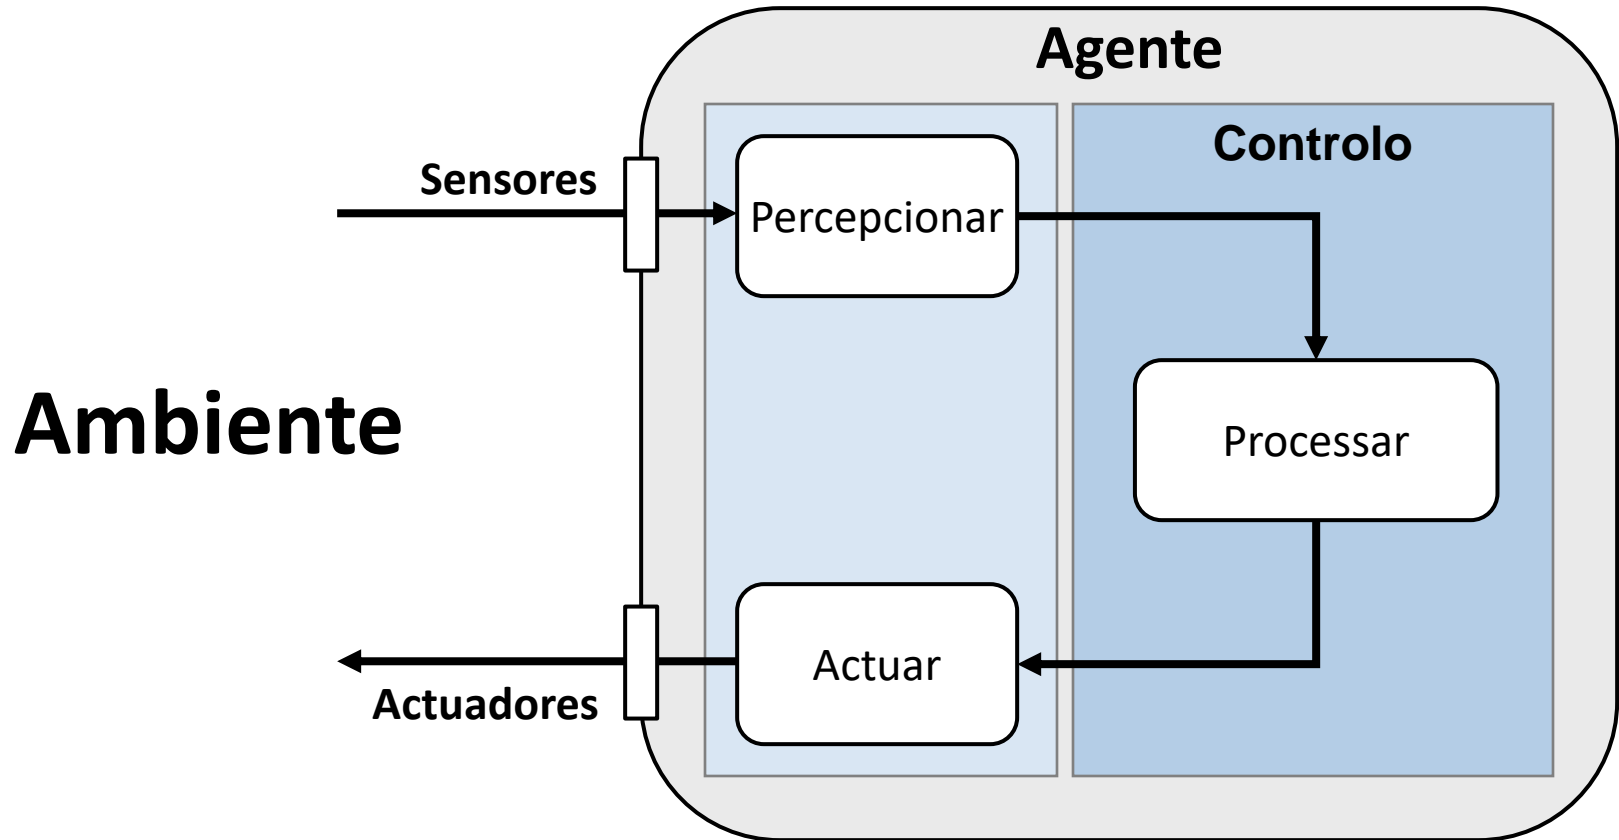 Agente
Controlo
Sensores
Percepcionar
Ambiente
Processar
Actuar
Actuadores